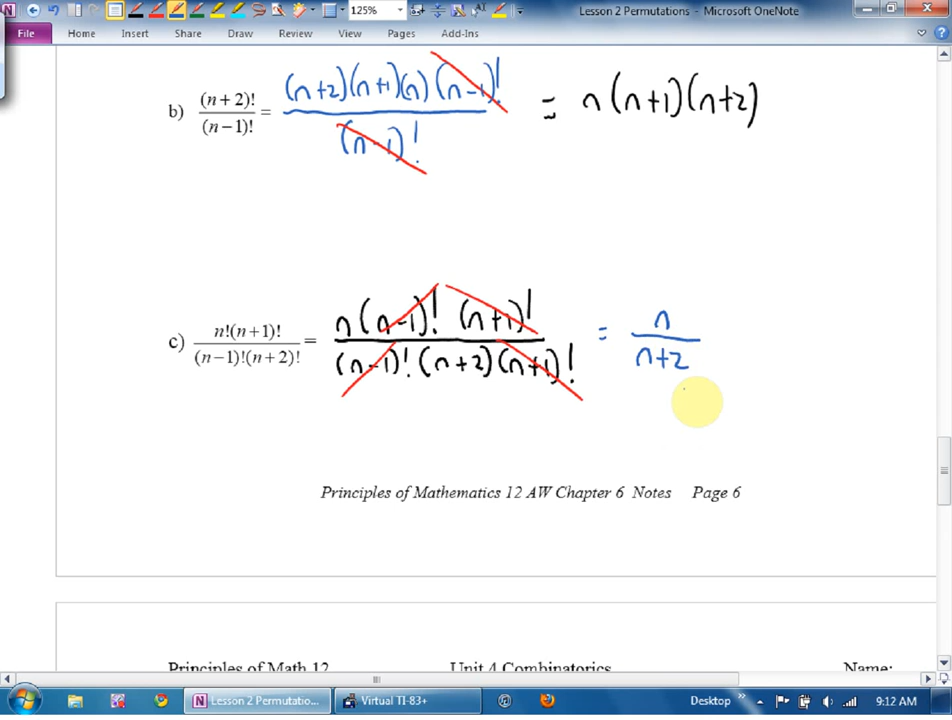 Lesson 2 Permutations - Microsoft OneNote
125%
File Home Insert Share Draw Review View Pages Add-Ins
b) (n+2)! / (n−1)! = (n+2)(n+1)(n)(n−1)! / (n−1)! = n(n+1)(n+2)
c) n!(n+1)! / (n−1)!(n+2)! = n(n−1)! (n+1)! / (n−1)!(n+2)(n+1)! = n / n+2
Principles of Mathematics 12 AW Chapter 6 Notes Page 6
Principles of Math 12 Unit 4 Combinatorics Name:
Lesson 2 Permutatio... Virtual TI-83+ Desktop 9:12 AM